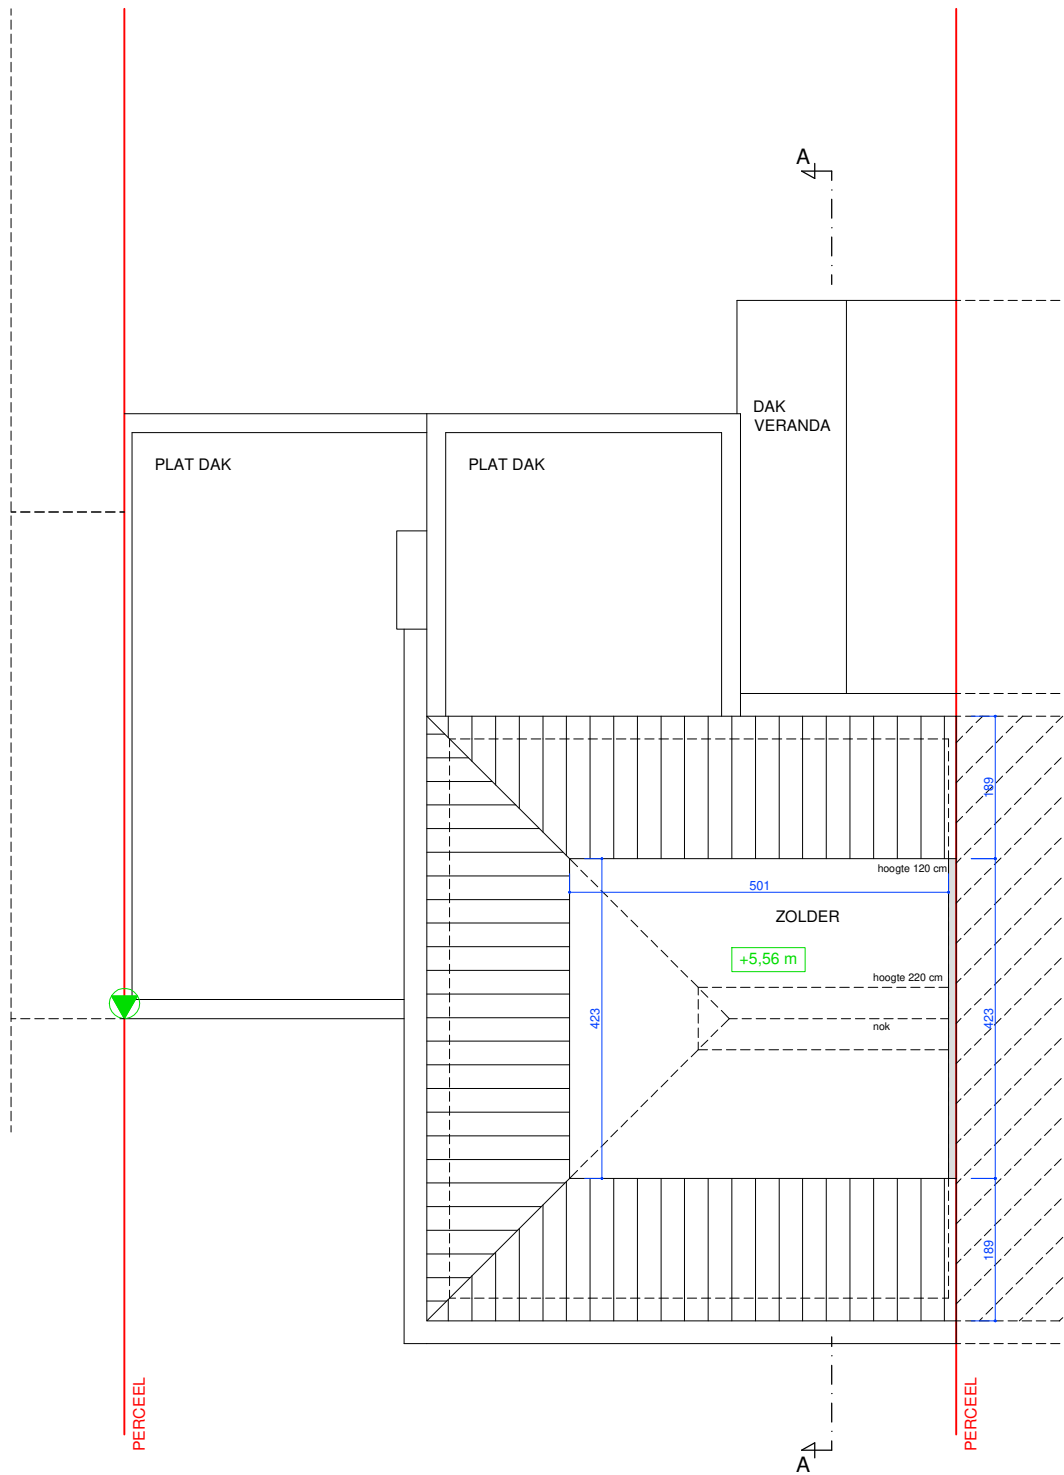 A
DAK
VERANDA
PLAT DAK
PLAT DAK
189
hoogte 120 cm
501
ZOLDER
+5,56 m
hoogte 220 cm
423
423
nok
189
PERCEEL
PERCEEL
A